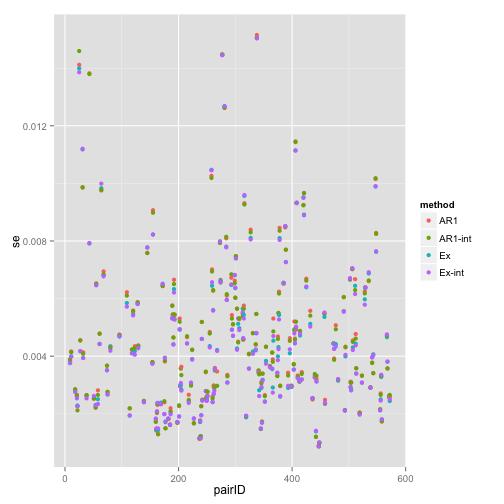 0.012
0.008
0.004
se
0
200
400
600
pairID
method
AR1
AR1-int
Ex
Ex-int